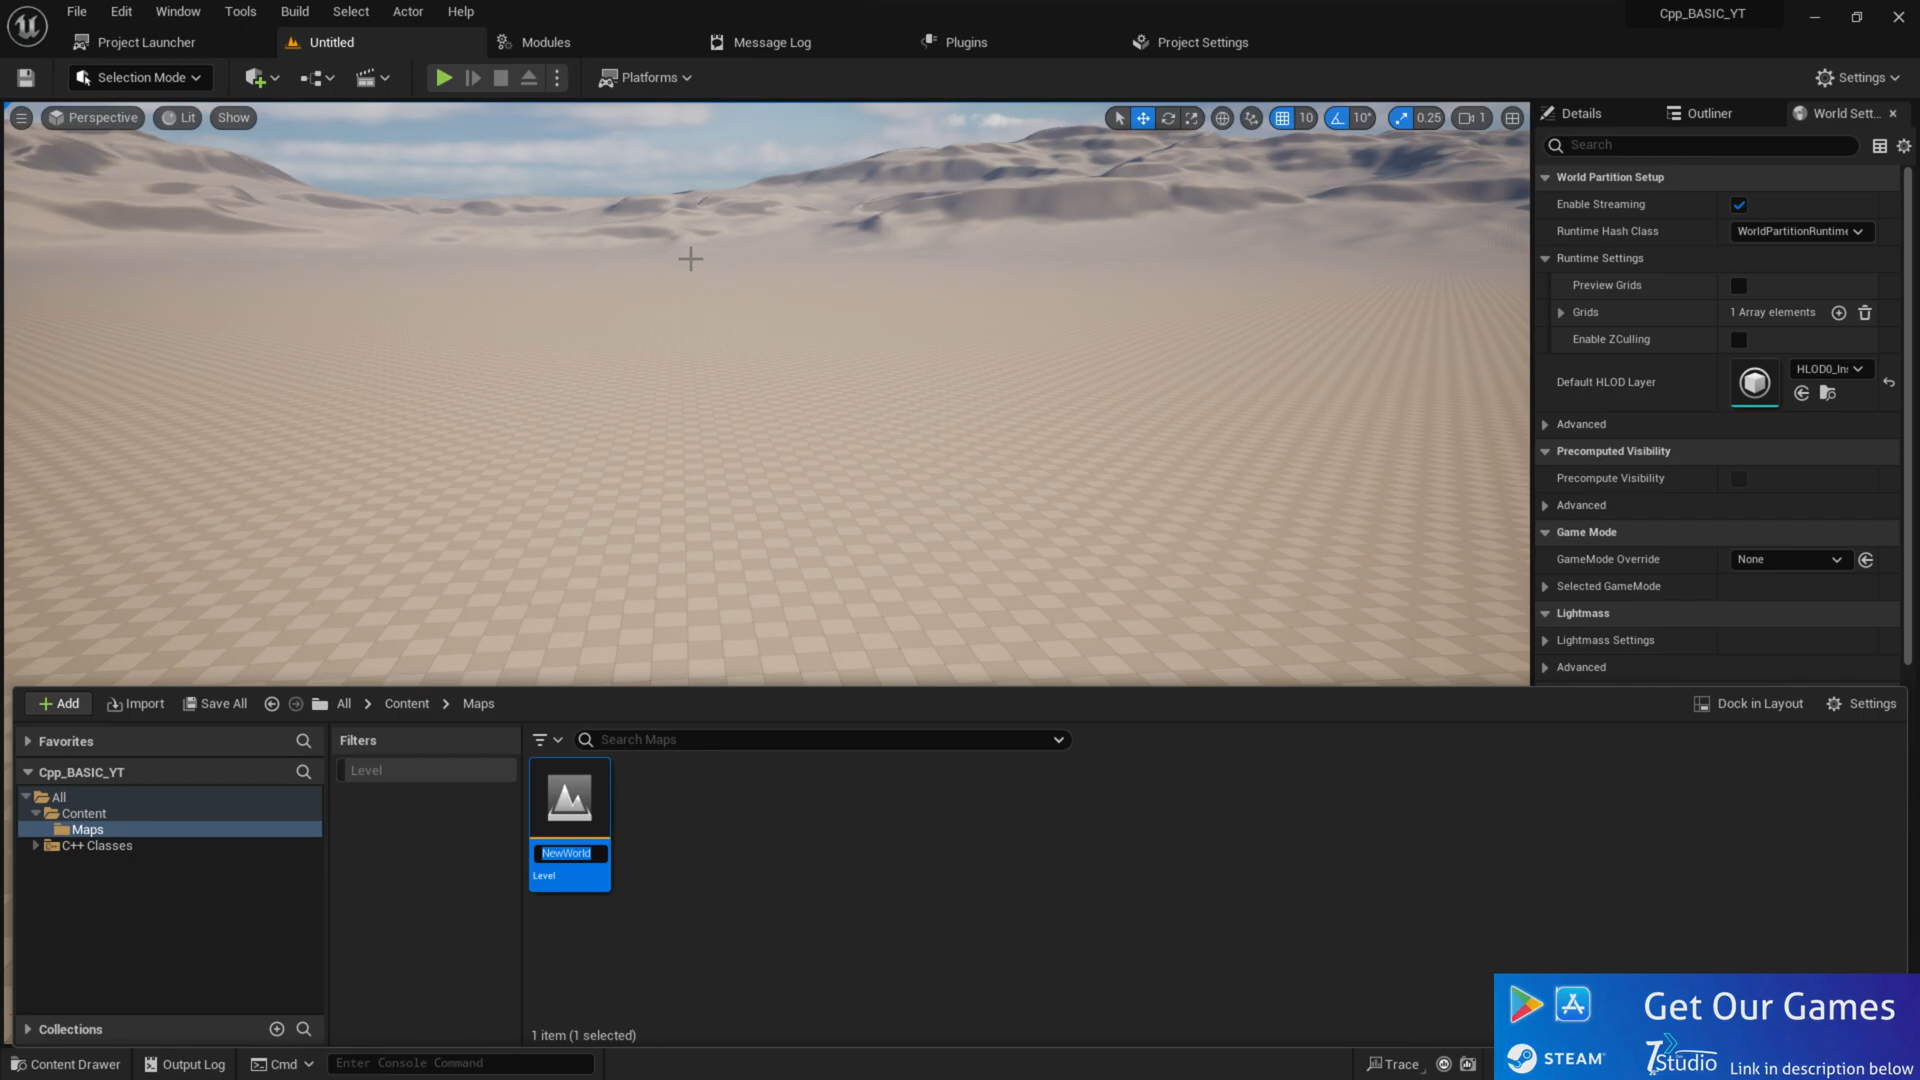 File Edit Window Tools Build Select Actor Help
Cpp_BASIC_YT
Project Launcher
Untitled
Modules
Message Log
Plugins
Project Settings
Selection Mode
Platforms
Settings
Perspective
Lit
Show
10
10°
0.25
1
Details
Outliner
World Sett...
Search
World Partition Setup
Enable Streaming
Runtime Hash Class
WorldPartitionRuntime
Runtime Settings
Preview Grids
Grids
1 Array elements
Enable ZCulling
Default HLOD Layer
HLOD0_In
Advanced
Precomputed Visibility
Precompute Visibility
Advanced
Game Mode
GameMode Override
None
Selected GameMode
Lightmass
Lightmass Settings
Advanced
Add
Import
Save All
All > Content > Maps
Dock in Layout
Settings
Favorites
Cpp_BASIC_YT
All
Content
Maps
C++ Classes
Collections
Filters
Level
Search Maps
NewWorld
Level
1 item (1 selected)
Content Drawer
Output Log
Cmd
Enter Console Command
Trace
Get Our Games
STEAM
7Studio
Link in description below